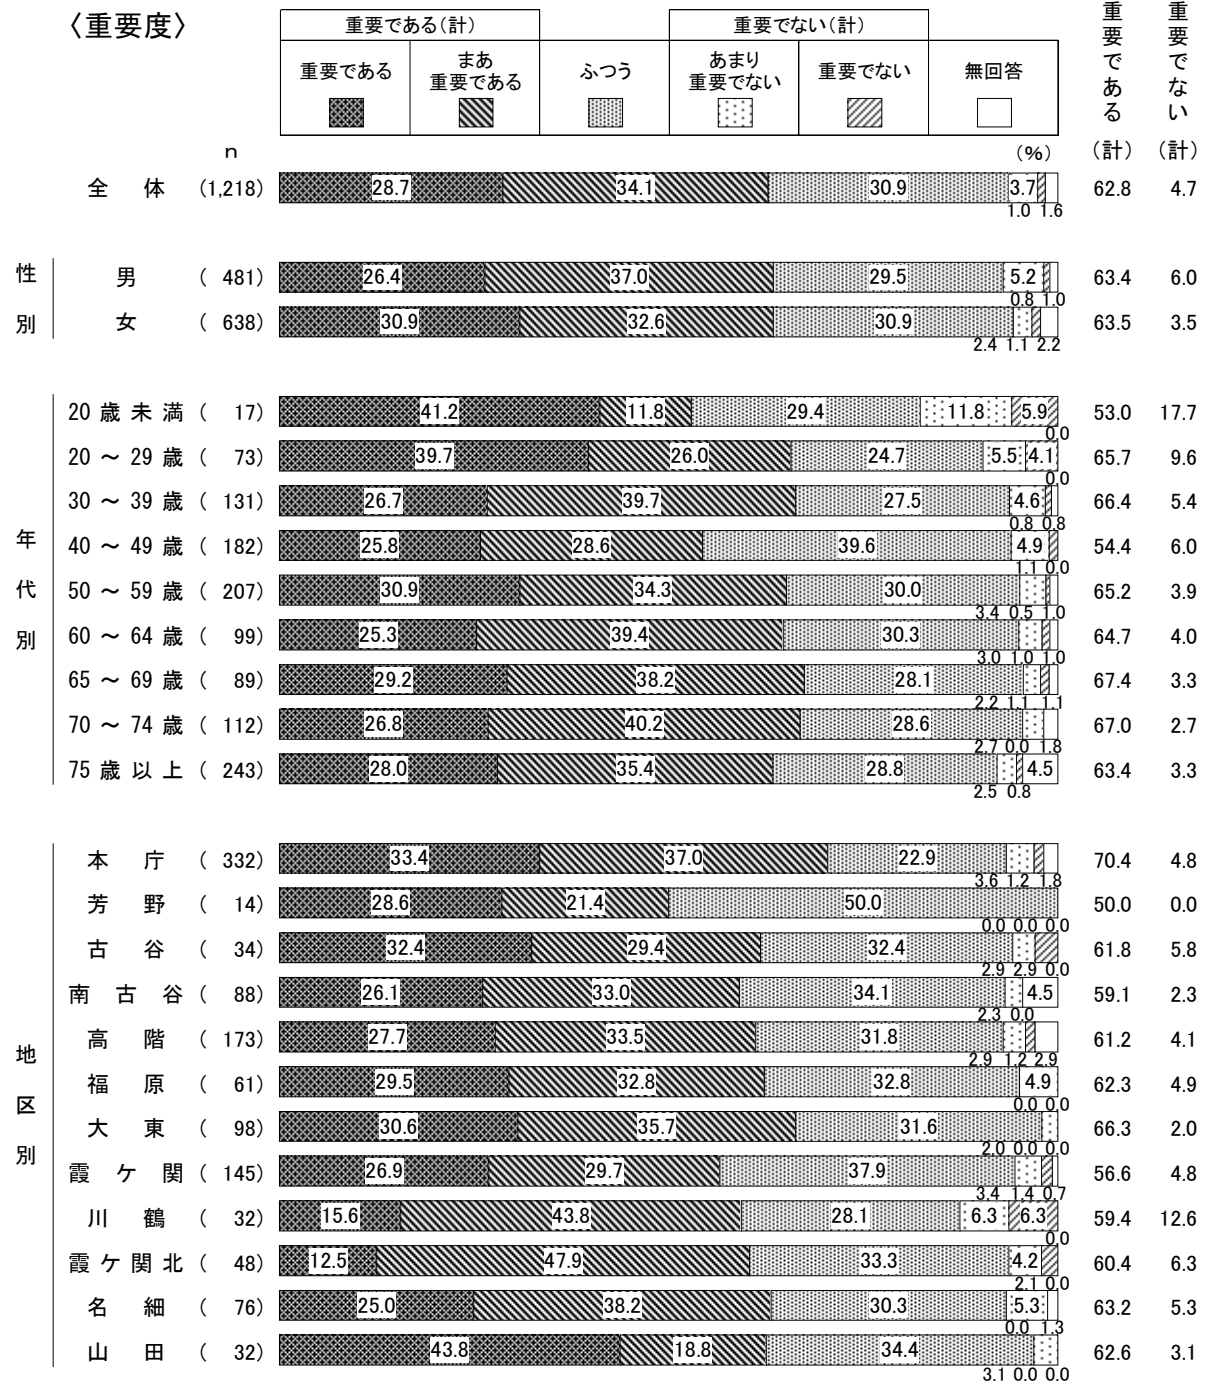 〈重要度〉
重要である(計) 重要でない(計)
重要である まあ重要である ふつう あまり重要でない 重要でない 無回答
重要である(計) 重要でない(計)
n (%)
全体 (1,218) 28.7 34.1 30.9 3.7 62.8 4.7
1.0 1.6
性別
男 ( 481) 26.4 37.0 29.5 5.2 63.4 6.0
0.8 1.0
女 ( 638) 30.9 32.6 30.9 63.5 3.5
2.4 1.1 2.2
年代別
20歳未満 ( 17) 41.2 11.8 29.4 11.8 5.9 53.0 17.7
0.0
20～29歳 ( 73) 39.7 26.0 24.7 5.5 4.1 65.7 9.6
0.0
30～39歳 ( 131) 26.7 39.7 27.5 4.6 66.4 5.4
0.8 0.8
40～49歳 ( 182) 25.8 28.6 39.6 4.9 54.4 6.0
1.1 0.0
50～59歳 ( 207) 30.9 34.3 30.0 65.2 3.9
3.4 0.5 1.0
60～64歳 ( 99) 25.3 39.4 30.3 64.7 4.0
3.0 1.0 1.0
65～69歳 ( 89) 29.2 38.2 28.1 67.4 3.3
2.2 1.1 1.1
70～74歳 ( 112) 26.8 40.2 28.6 67.0 2.7
2.7 0.0 1.8
75歳以上 ( 243) 28.0 35.4 28.8 4.5 63.4 3.3
2.5 0.8
地区別
本庁 ( 332) 33.4 37.0 22.9 70.4 4.8
3.6 1.2 1.8
芳野 ( 14) 28.6 21.4 50.0 50.0 0.0
0.0 0.0 0.0
古谷 ( 34) 32.4 29.4 32.4 61.8 5.8
2.9 2.9 0.0
南古谷 ( 88) 26.1 33.0 34.1 4.5 59.1 2.3
2.3 0.0
高階 ( 173) 27.7 33.5 31.8 61.2 4.1
2.9 1.2 2.9
福原 ( 61) 29.5 32.8 32.8 4.9 62.3 4.9
0.0 0.0
大東 ( 98) 30.6 35.7 31.6 66.3 2.0
2.0 0.0 0.0
霞ケ関 ( 145) 26.9 29.7 37.9 56.6 4.8
3.4 1.4 0.7
川鶴 ( 32) 15.6 43.8 28.1 6.3 6.3 59.4 12.6
0.0
霞ケ関北 ( 48) 12.5 47.9 33.3 4.2 60.4 6.3
2.1 0.0
名細 ( 76) 25.0 38.2 30.3 5.3 63.2 5.3
0.0 1.3
山田 ( 32) 43.8 18.8 34.4 62.6 3.1
3.1 0.0 0.0